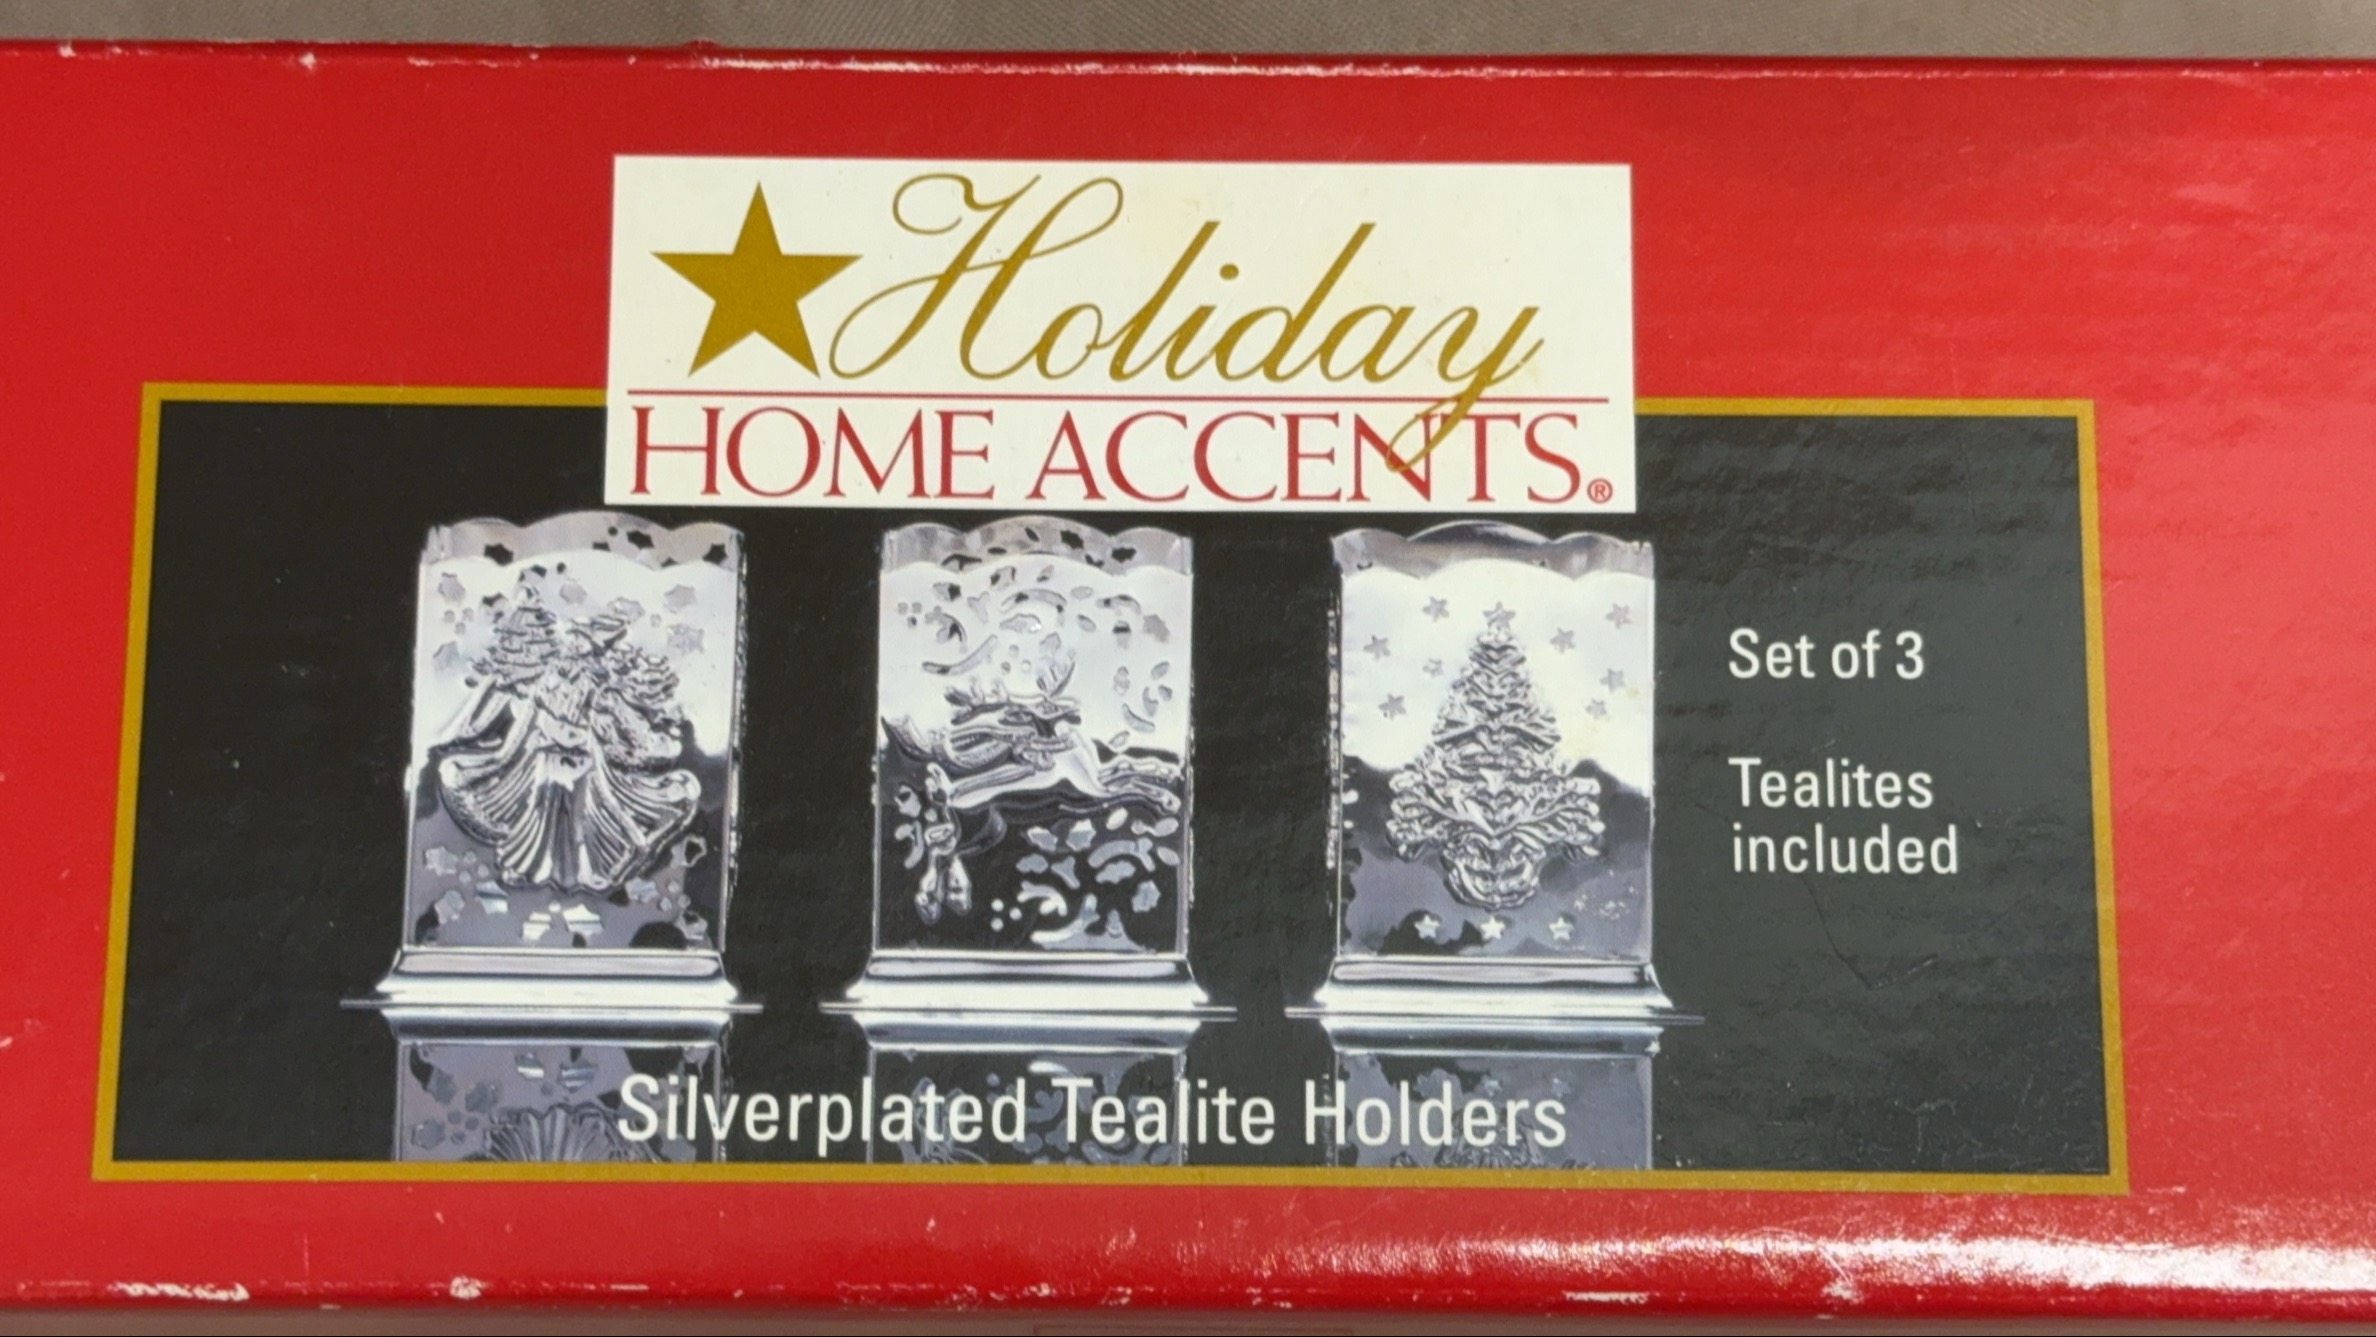 Holiday
HOME ACCENTS®
Set of 3
Tealites
included
Silverplated Tealite Holders